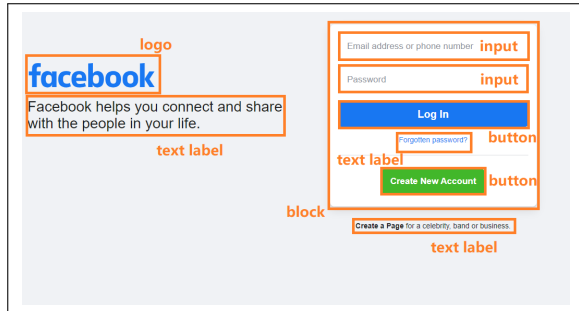 logo
facebook
Facebook helps you connect and share
with the people in your life.
text label
Email address or phone number input
Password input
Log In
button
Forgotten password?
text label
Create New Account button
block
Create a Page for a celebrity, band or business.
text label